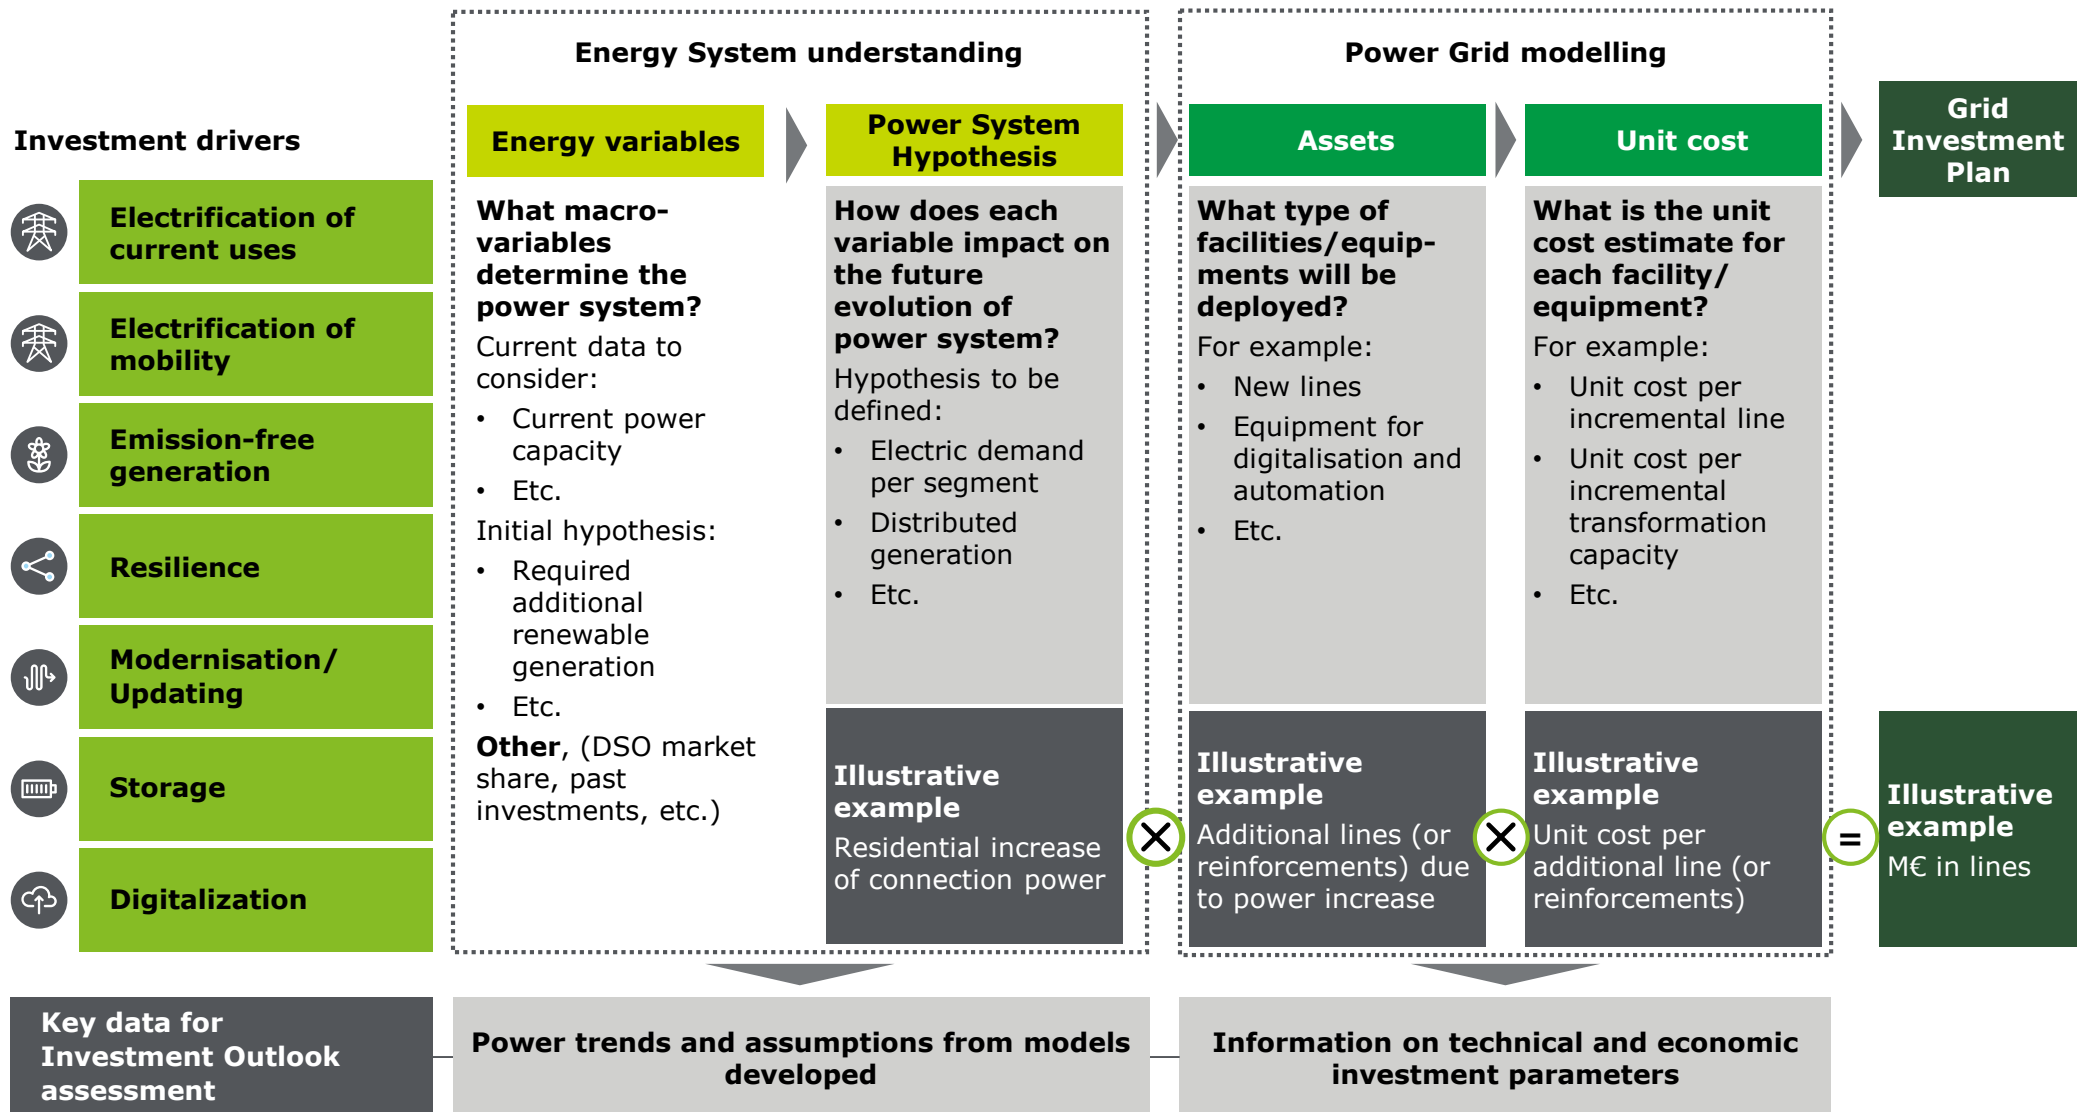 Energy System understanding
Power Grid modelling
Investment drivers
Energy variables
Power System
Hypothesis
Assets
Unit cost
Grid
Investment
Plan
Electrification of
current uses
Electrification of
mobility
Emission-free
generation
Resilience
Modernisation/
Updating
Storage
Digitalization
What macro-
variables
determine the
power system?
Current data to
consider:
• Current power
capacity
• Etc.
Initial hypothesis:
• Required
additional
renewable
generation
• Etc.
Other, (DSO market
share, past
investments, etc.)
How does each
variable impact on
the future
evolution of
power system?
Hypothesis to be
defined:
• Electric demand
per segment
• Distributed
generation
• Etc.
Illustrative
example
Residential increase
of connection power
×
What type of
facilities/equip-
ments will be
deployed?
For example:
• New lines
• Equipment for
digitalisation and
automation
• Etc.
Illustrative
example
Additional lines (or
reinforcements) due
to power increase
×
What is the unit
cost estimate for
each facility/
equipment?
For example:
• Unit cost per
incremental line
• Unit cost per
incremental
transformation
capacity
• Etc.
Illustrative
example
Unit cost per
additional line (or
reinforcements)
=
Illustrative
example
M€ in lines
Key data for
Investment Outlook
assessment
Power trends and assumptions from models
developed
Information on technical and economic
investment parameters